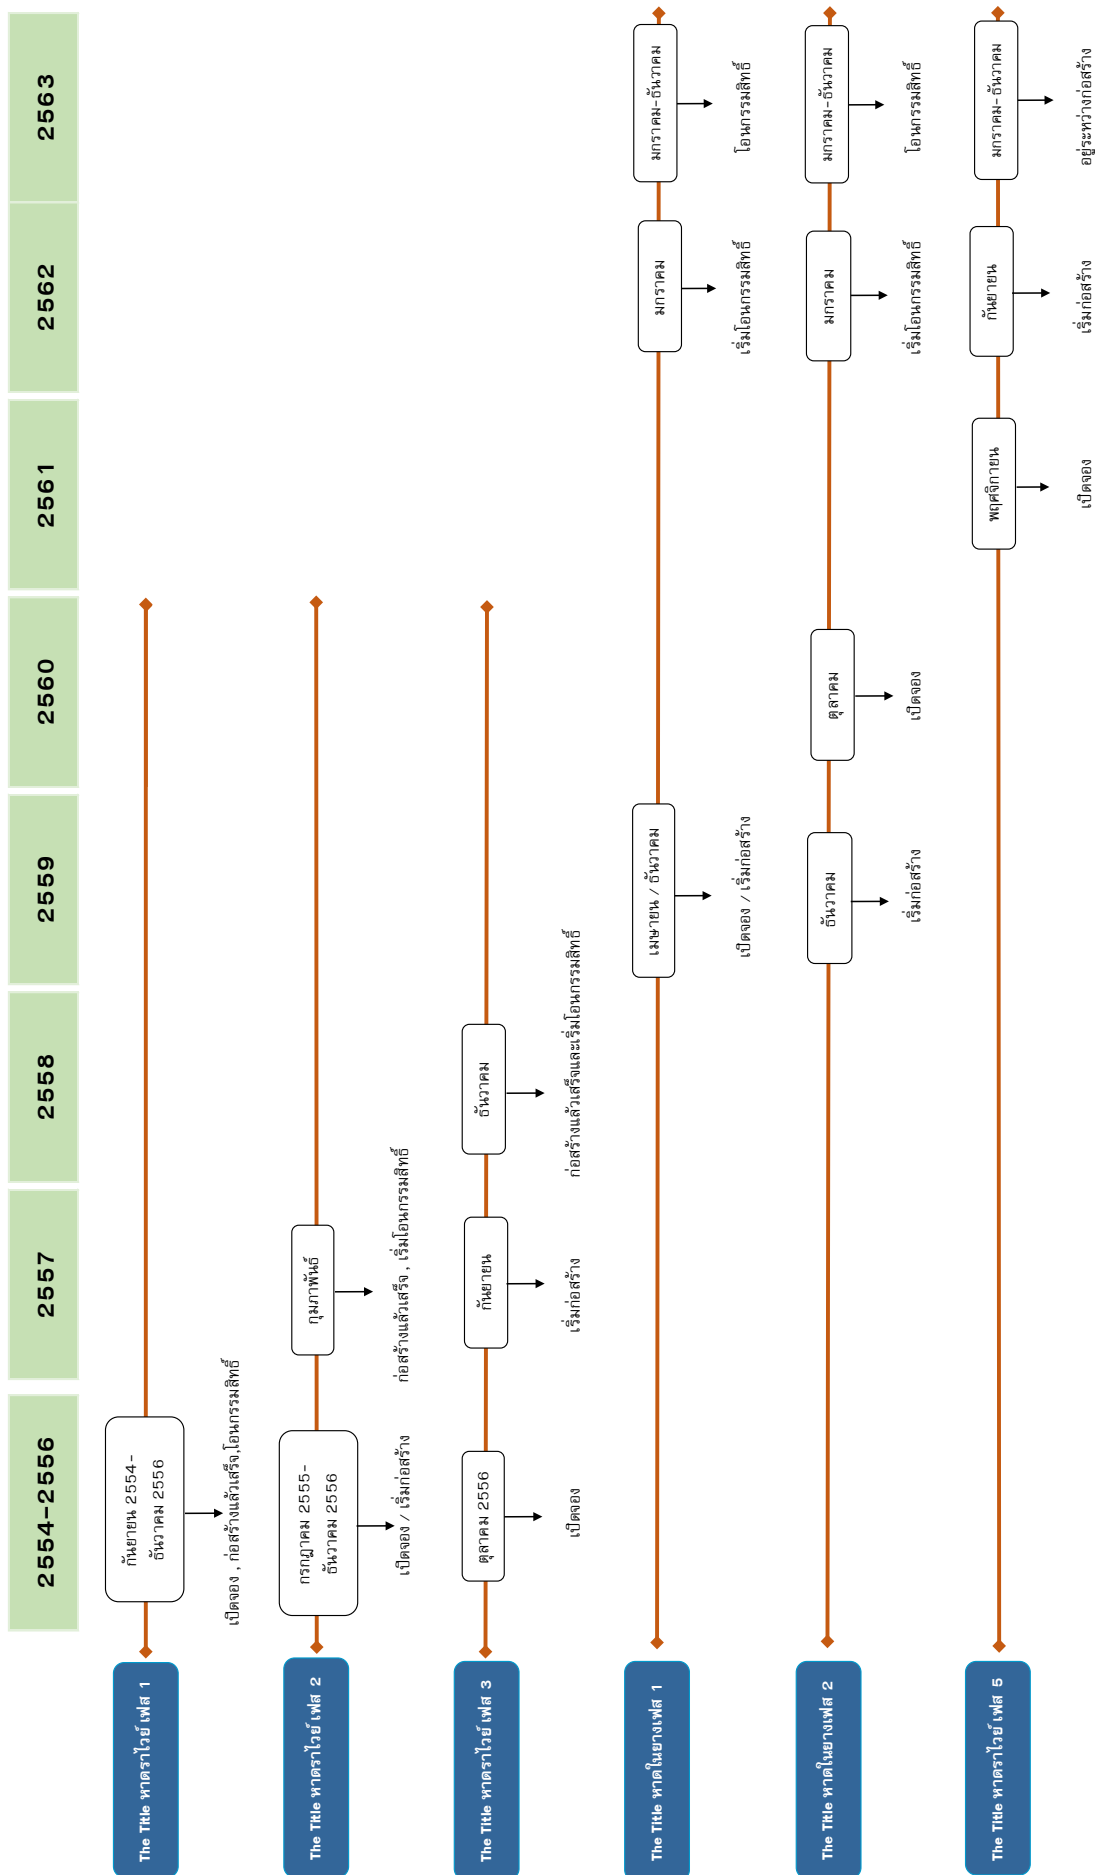 2554-2556
2557
2558
2559
2560
2561
2562
2563
The Title หาดราไวย์ เฟส 1
กันยายน 2554-
ธันวาคม 2556
เปิดจอง , ก่อสร้างแล้วเสร็จ,โอนกรรมสิทธิ์
The Title หาดราไวย์ เฟส 2
กรกฎาคม 2555-
ธันวาคม 2556
เปิดจอง / เริ่มก่อสร้าง
กุมภาพันธ์
ก่อสร้างแล้วเสร็จ , เริ่มโอนกรรมสิทธิ์
The Title หาดราไวย์ เฟส 3
ตุลาคม 2556
เปิดจอง
กันยายน
เริ่มก่อสร้าง
ธันวาคม
ก่อสร้างแล้วเสร็จและเริ่มโอนกรรมสิทธิ์
The Title หาดในยางเฟส 1
เมษายน / ธันวาคม
เปิดจอง / เริ่มก่อสร้าง
มกราคม
เริ่มโอนกรรมสิทธิ์
มกราคม-ธันวาคม
โอนกรรมสิทธิ์
The Title หาดในยางเฟส 2
ธันวาคม
เริ่มก่อสร้าง
ตุลาคม
เปิดจอง
มกราคม
เริ่มโอนกรรมสิทธิ์
มกราคม-ธันวาคม
โอนกรรมสิทธิ์
The Title หาดราไวย์ เฟส 5
พฤศจิกายน
เปิดจอง
กันยายน
เริ่มก่อสร้าง
มกราคม-ธันวาคม
อยู่ระหว่างก่อสร้าง